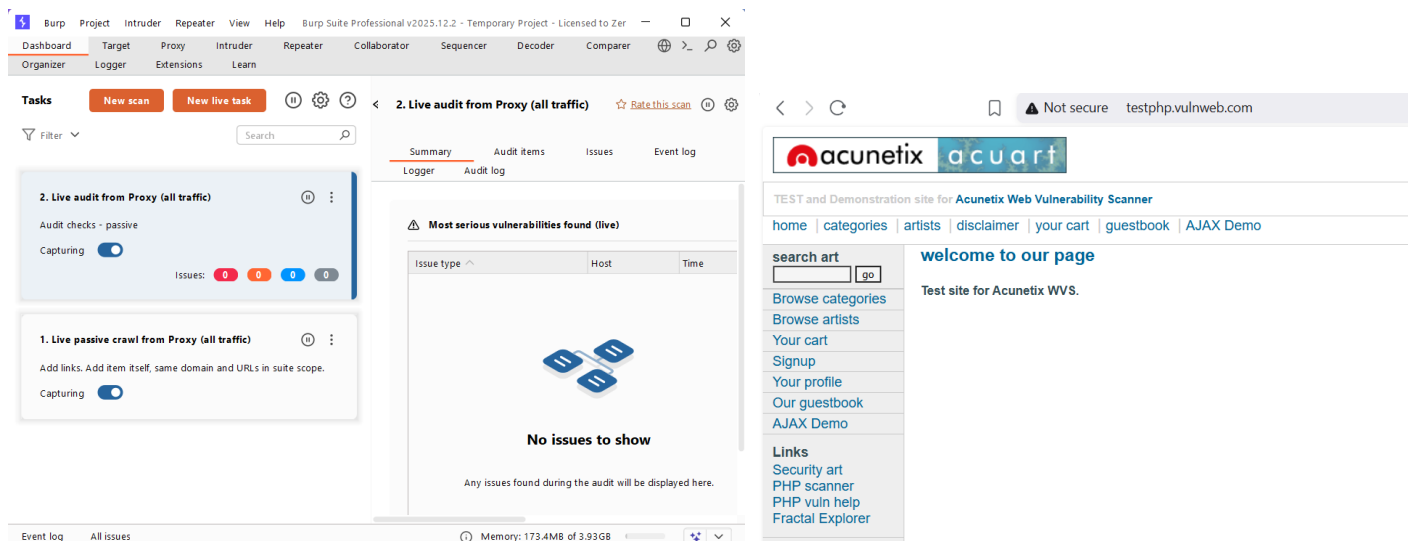 Burp Project Intruder Repeater View Help Burp Suite Professional v2025.12.2 - Temporary Project - Licensed to Zer
Dashboard Target Proxy Intruder Repeater Collaborator Sequencer Decoder Comparer
Organizer Logger Extensions Learn
Tasks New scan New live task
Filter Search
2. Live audit from Proxy (all traffic)
Audit checks - passive
Capturing
Issues: 0 0 0 0
1. Live passive crawl from Proxy (all traffic)
Add links. Add item itself, same domain and URLs in suite scope.
Capturing
2. Live audit from Proxy (all traffic) Rate this scan
Summary Audit items Issues Event log
Logger Audit log
Most serious vulnerabilities found (live)
Issue type Host Time
No issues to show
Any issues found during the audit will be displayed here.
Event log All issues Memory: 173.4MB of 3.93GB
Not secure testphp.vulnweb.com
acunetix acuart
TEST and Demonstration site for Acunetix Web Vulnerability Scanner
home | categories | artists | disclaimer | your cart | guestbook | AJAX Demo
search art
go
Browse categories
Browse artists
Your cart
Signup
Your profile
Our guestbook
AJAX Demo
Links
Security art
PHP scanner
PHP vuln help
Fractal Explorer
welcome to our page
Test site for Acunetix WVS.